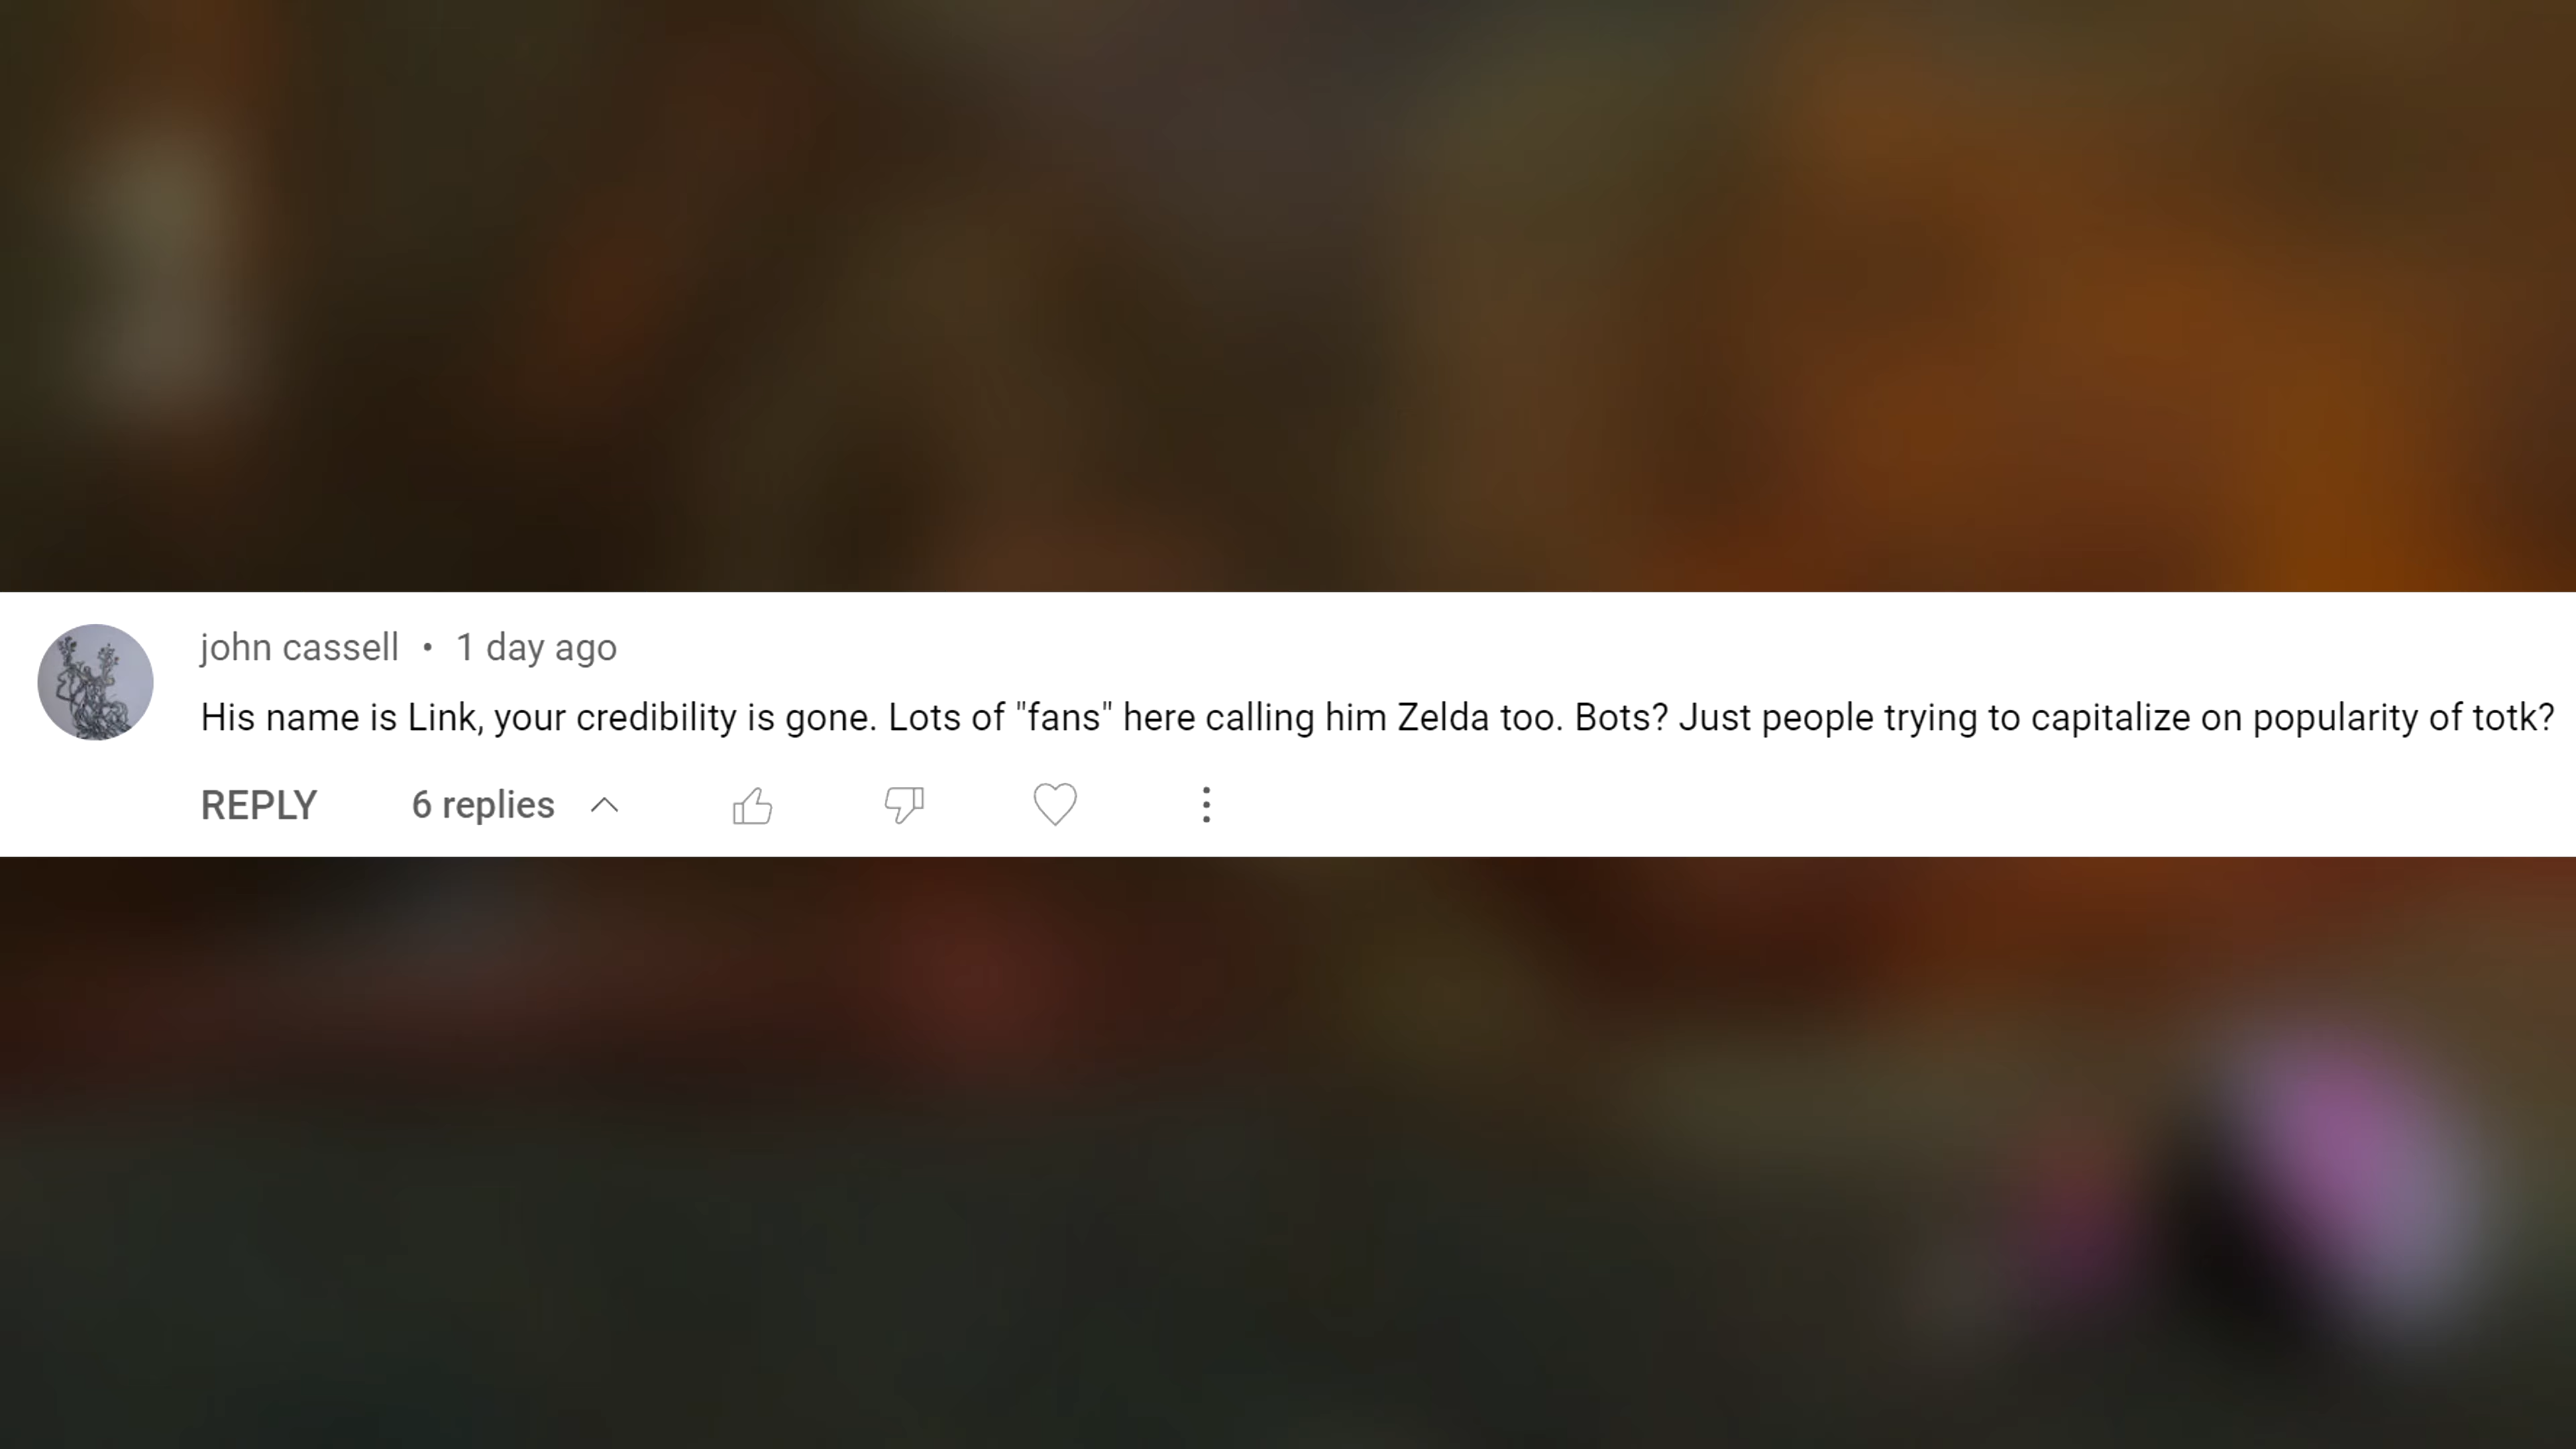 john cassell • 1 day ago
His name is Link, your credibility is gone. Lots of "fans" here calling him Zelda too. Bots? Just people trying to capitalize on popularity of totk?
REPLY 6 replies